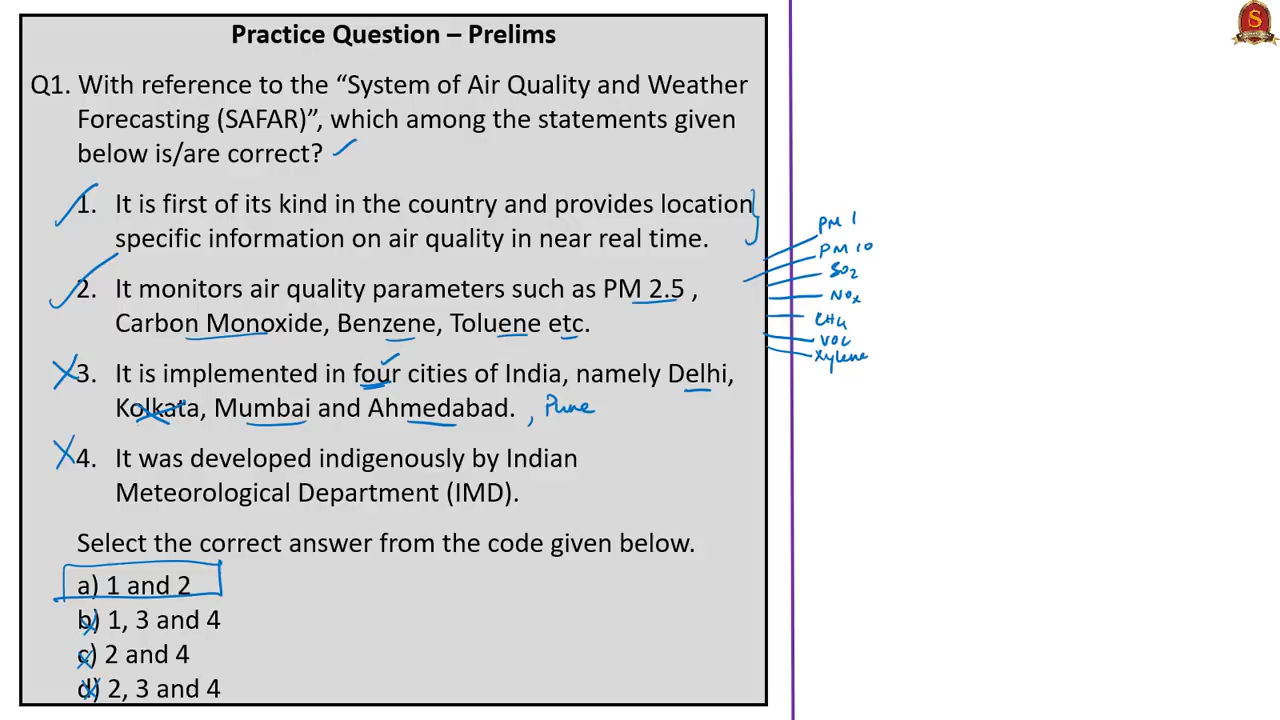 Practice Question – Prelims
Q1. With reference to the “System of Air Quality and Weather
Forecasting (SAFAR)”, which among the statements given
below is/are correct?
1. It is first of its kind in the country and provides location
specific information on air quality in near real time.
2. It monitors air quality parameters such as PM 2.5 ,
Carbon Monoxide, Benzene, Toluene etc.
3. It is implemented in four cities of India, namely Delhi,
Kolkata, Mumbai and Ahmedabad. , Pune
4. It was developed indigenously by Indian
Meteorological Department (IMD).
Select the correct answer from the code given below.
a) 1 and 2
b) 1, 3 and 4
c) 2 and 4
d) 2, 3 and 4
PM 1
PM 10
SO2
NOx
CH4
VOC
Xylene
S